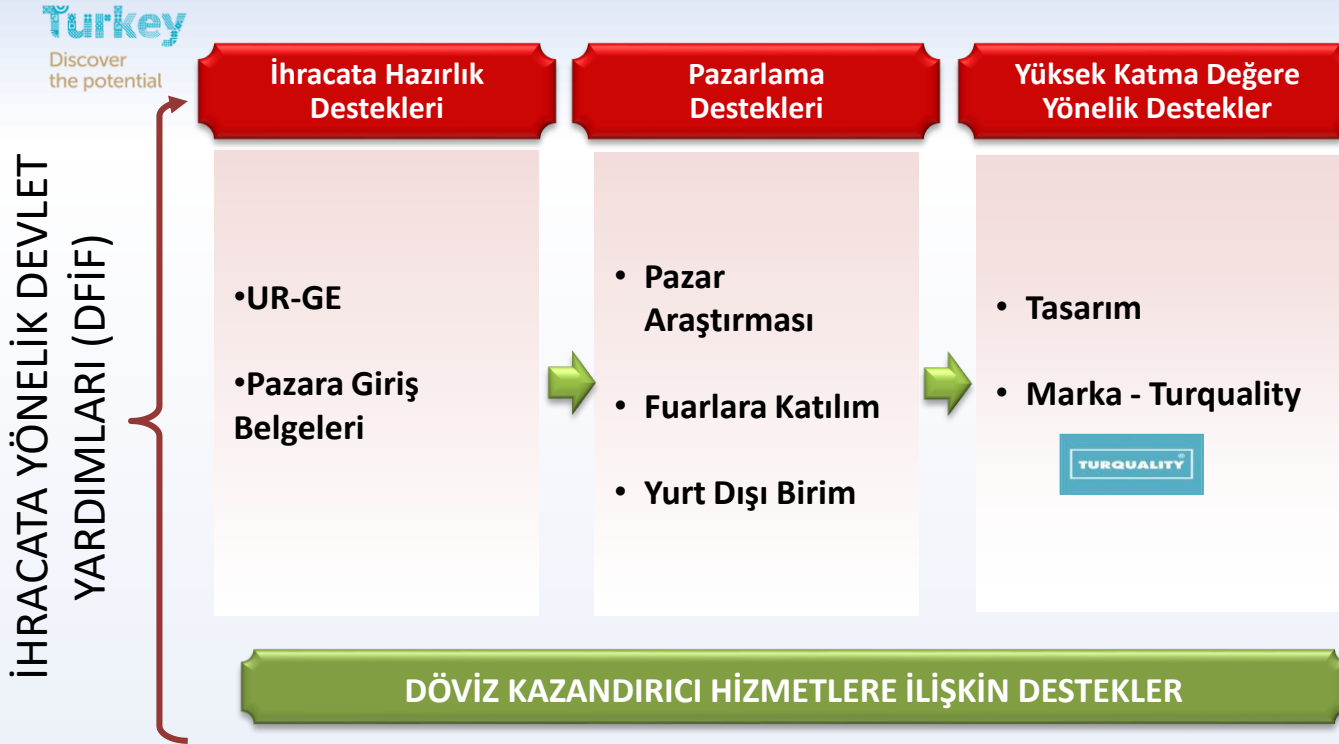 Turkey
Discover
the potential
İHRACATA YÖNELİK DEVLET
YARDIMLARI (DFİF)
İhracata Hazırlık
Destekleri
•UR-GE
•Pazara Giriş
Belgeleri
Pazarlama
Destekleri
• Pazar
Araştırması
• Fuarlara Katılım
• Yurt Dışı Birim
Yüksek Katma Değere
Yönelik Destekler
• Tasarım
• Marka - Turquality
TURQUALITY®
DÖVİZ KAZANDIRICI HİZMETLERE İLİŞKİN DESTEKLER